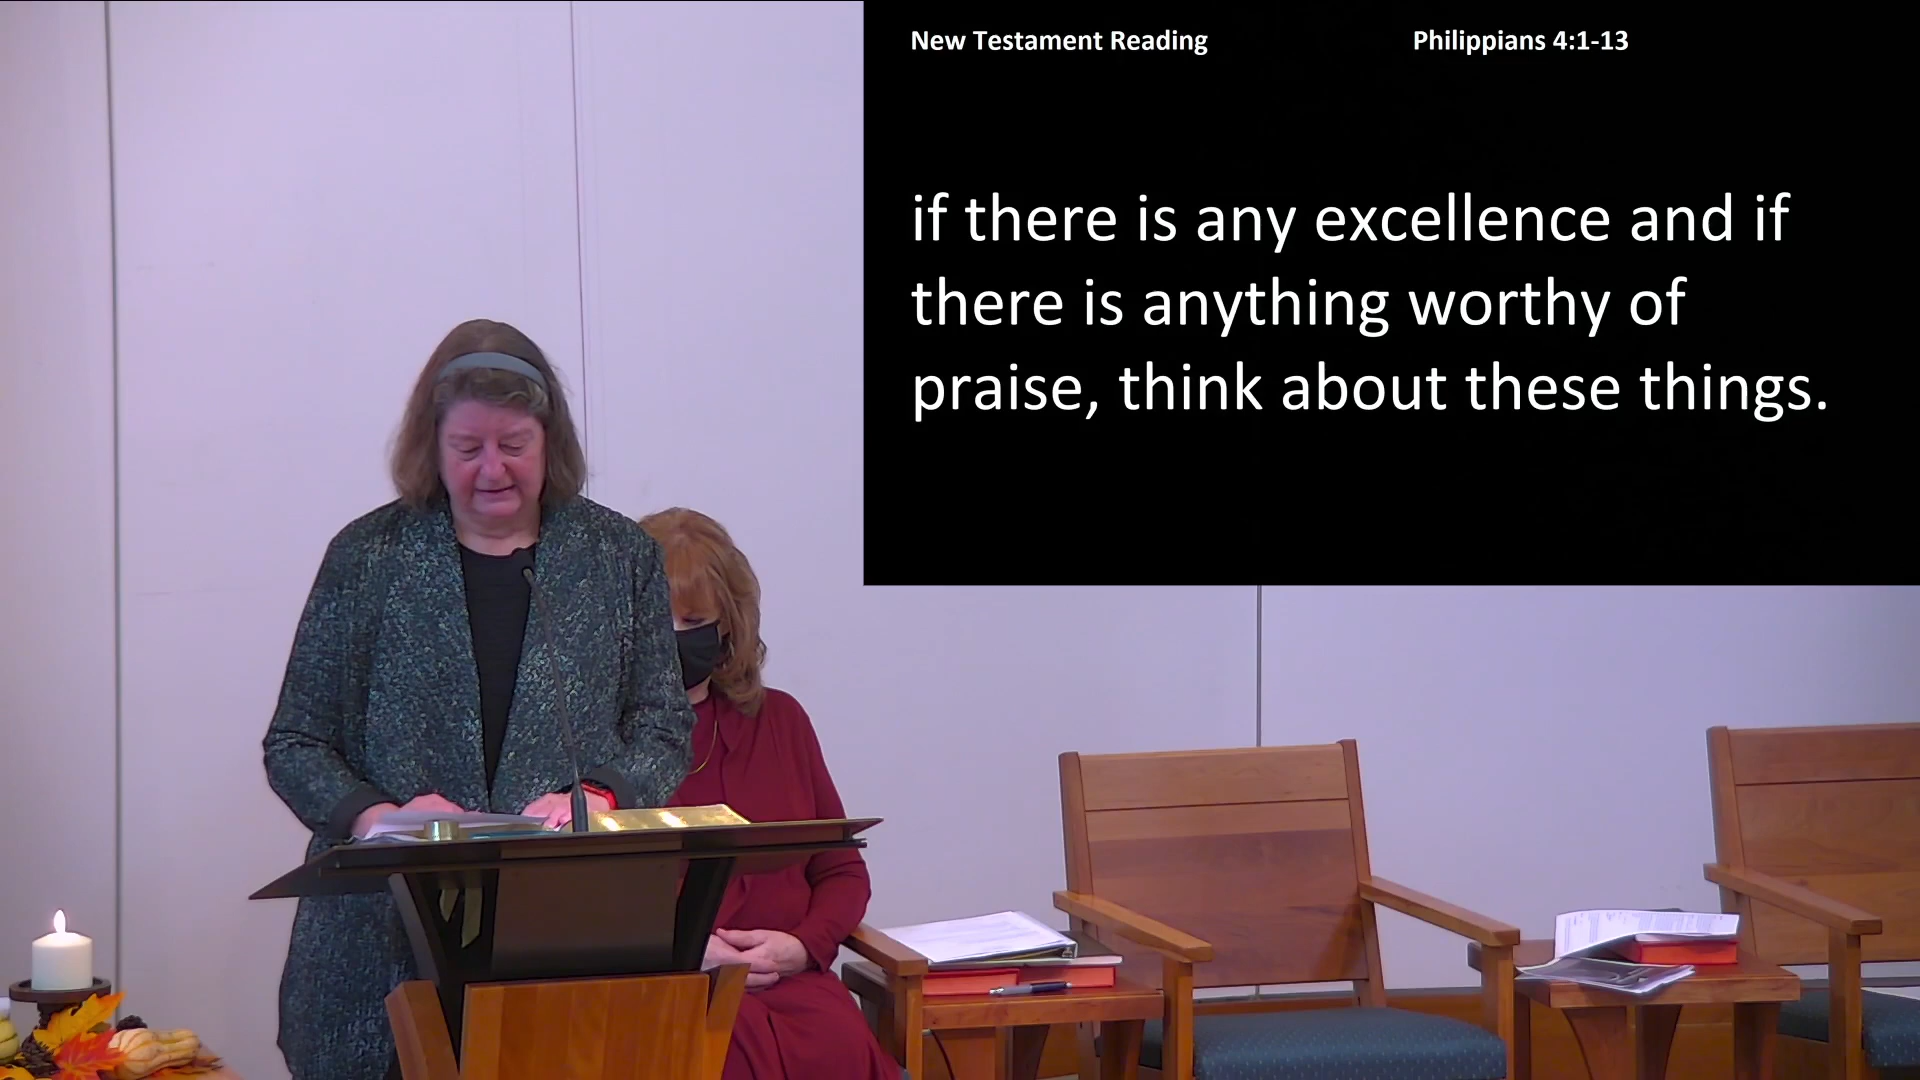 New Testament Reading Philippians 4:1-13
if there is any excellence and if
there is anything worthy of
praise, think about these things.